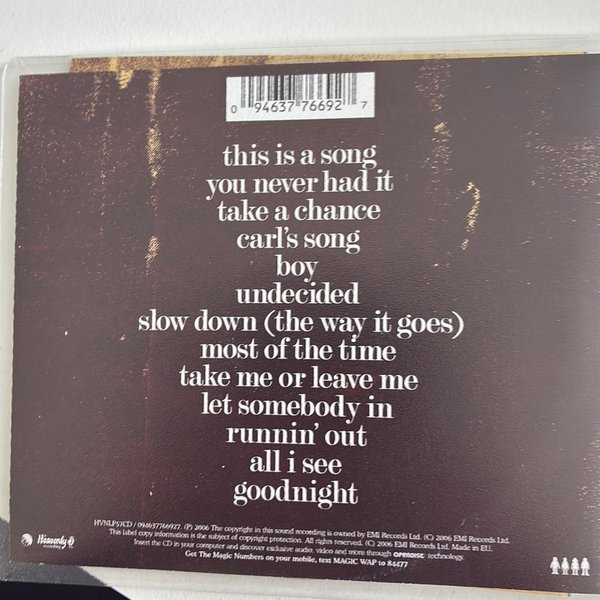 0 94637 76692 7
this is a song
you never had it
take a chance
carl's song
boy
undecided
slow down (the way it goes)
most of the time
take me or leave me
let somebody in
runnin' out
all i see
goodnight
HVNLP57CD / 094637766927. (P) 2006 The copyright in this sound recording is owned by EMI Records Ltd. (C) 2006 EMI Records Ltd.
This label copy information is the subject of copyright protection. All rights reserved. (C) 2006 EMI Records Ltd. Made in EU.
Insert the CD in your computer and discover exclusive audio, video and more through OPENDISC technology.
Get The Magic Numbers on your mobile, text MAGIC WAP to 84477
Heavenly